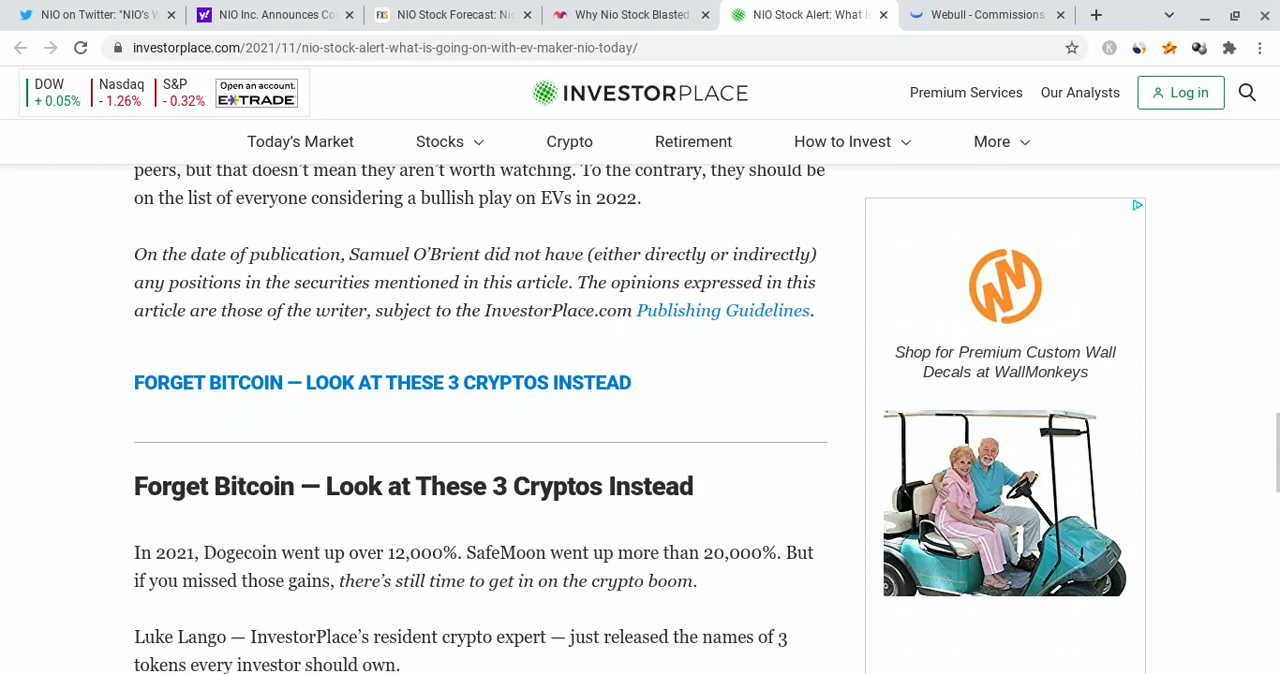 NIO on Twitter: "NIO's W
NIO Inc. Announces Co
NIO Stock Forecast: Nio
Why Nio Stock Blasted
NIO Stock Alert: What Is
Webull - Commissions
investorplace.com/2021/11/nio-stock-alert-what-is-going-on-with-ev-maker-nio-today/
DOW
+ 0.05%
Nasdaq
- 1.26%
S&P
- 0.32%
Open an account.
E*TRADE
INVESTORPLACE
Premium Services
Our Analysts
Log in
Today's Market
Stocks
Crypto
Retirement
How to Invest
More
peers, but that doesn't mean they aren't worth watching. To the contrary, they should be
on the list of everyone considering a bullish play on EVs in 2022.
On the date of publication, Samuel O'Brient did not have (either directly or indirectly)
any positions in the securities mentioned in this article. The opinions expressed in this
article are those of the writer, subject to the InvestorPlace.com Publishing Guidelines.
FORGET BITCOIN — LOOK AT THESE 3 CRYPTOS INSTEAD
Forget Bitcoin — Look at These 3 Cryptos Instead
In 2021, Dogecoin went up over 12,000%. SafeMoon went up more than 20,000%. But
if you missed those gains, there's still time to get in on the crypto boom.
Luke Lango — InvestorPlace's resident crypto expert — just released the names of 3
tokens every investor should own.
Shop for Premium Custom Wall
Decals at WallMonkeys